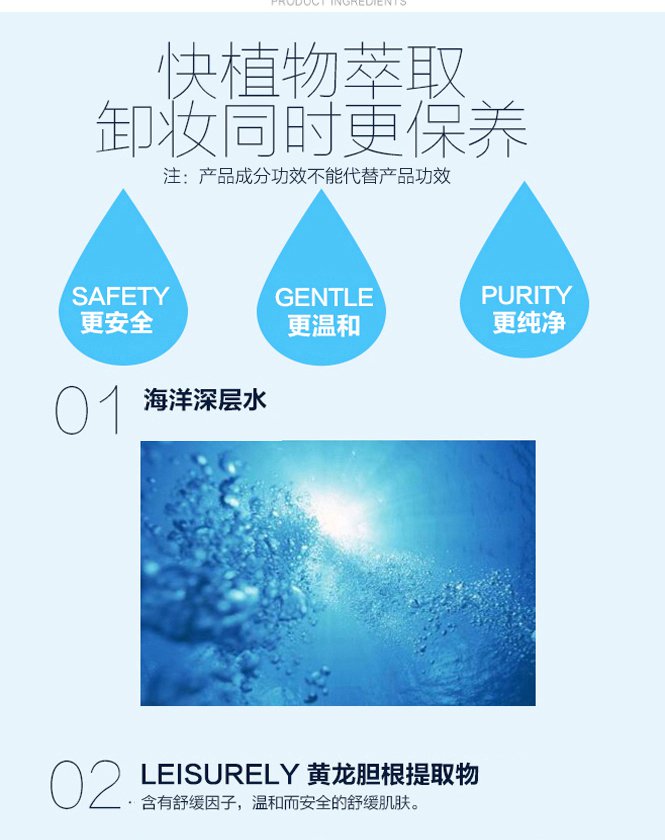 PRODUCT INGREDIENTS
快植物萃取
卸妆同时更保养
注：产品成分功效不能代替产品功效
SAFETY
更安全
GENTLE
更温和
PURITY
更纯净
01 海洋深层水
02 LEISURELY 黄龙胆根提取物
· 含有舒缓因子，温和而安全的舒缓肌肤。